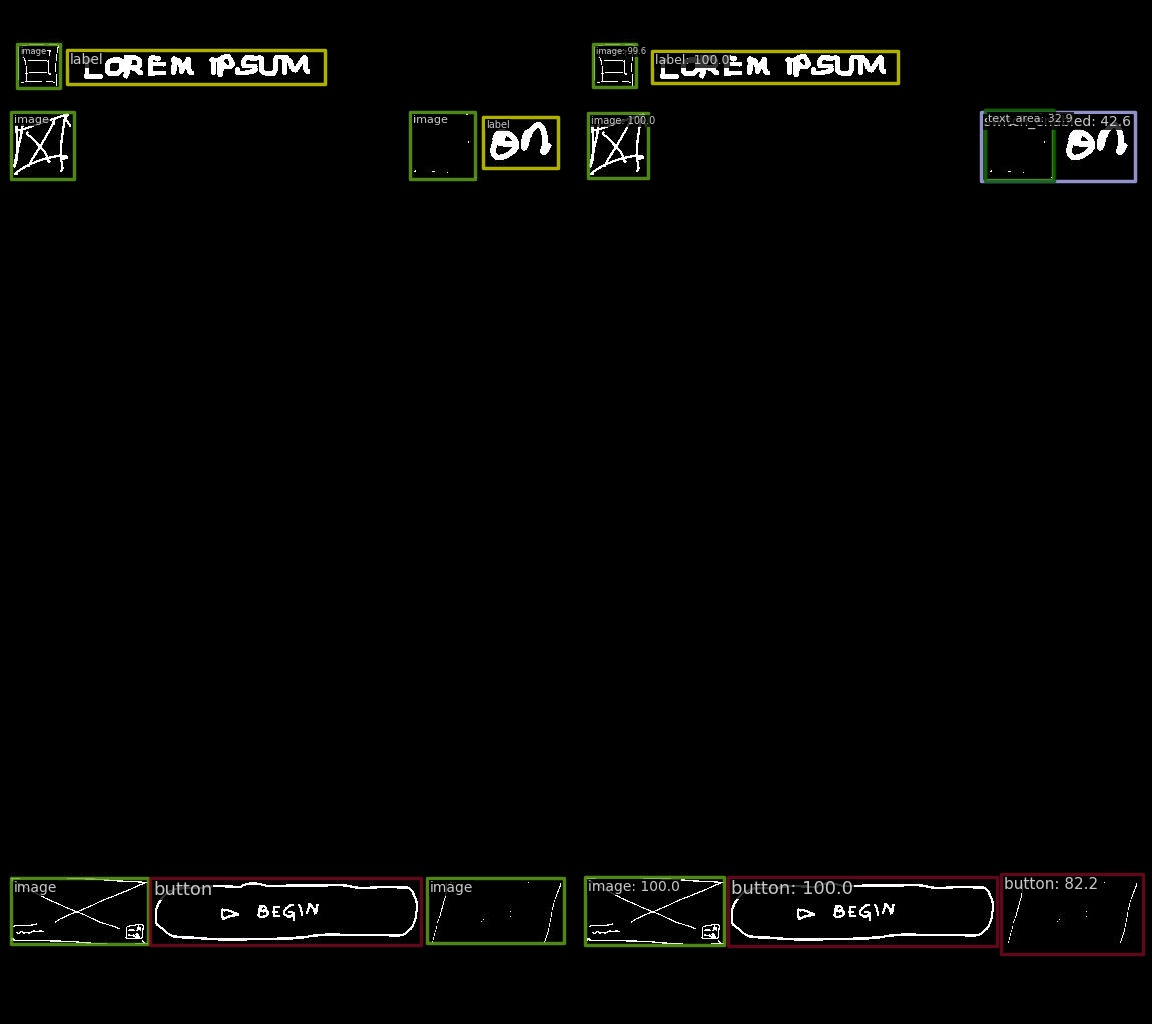 image label LOREM IPSUM image: 99.6 label: 100.0 LOREM IPSUM
image image label ON image: 100.0 text_area: 32.9 ed: 42.6 ON
image button image image: 100.0 button: 100.0 button: 82.2
▷ BEGIN ▷ BEGIN